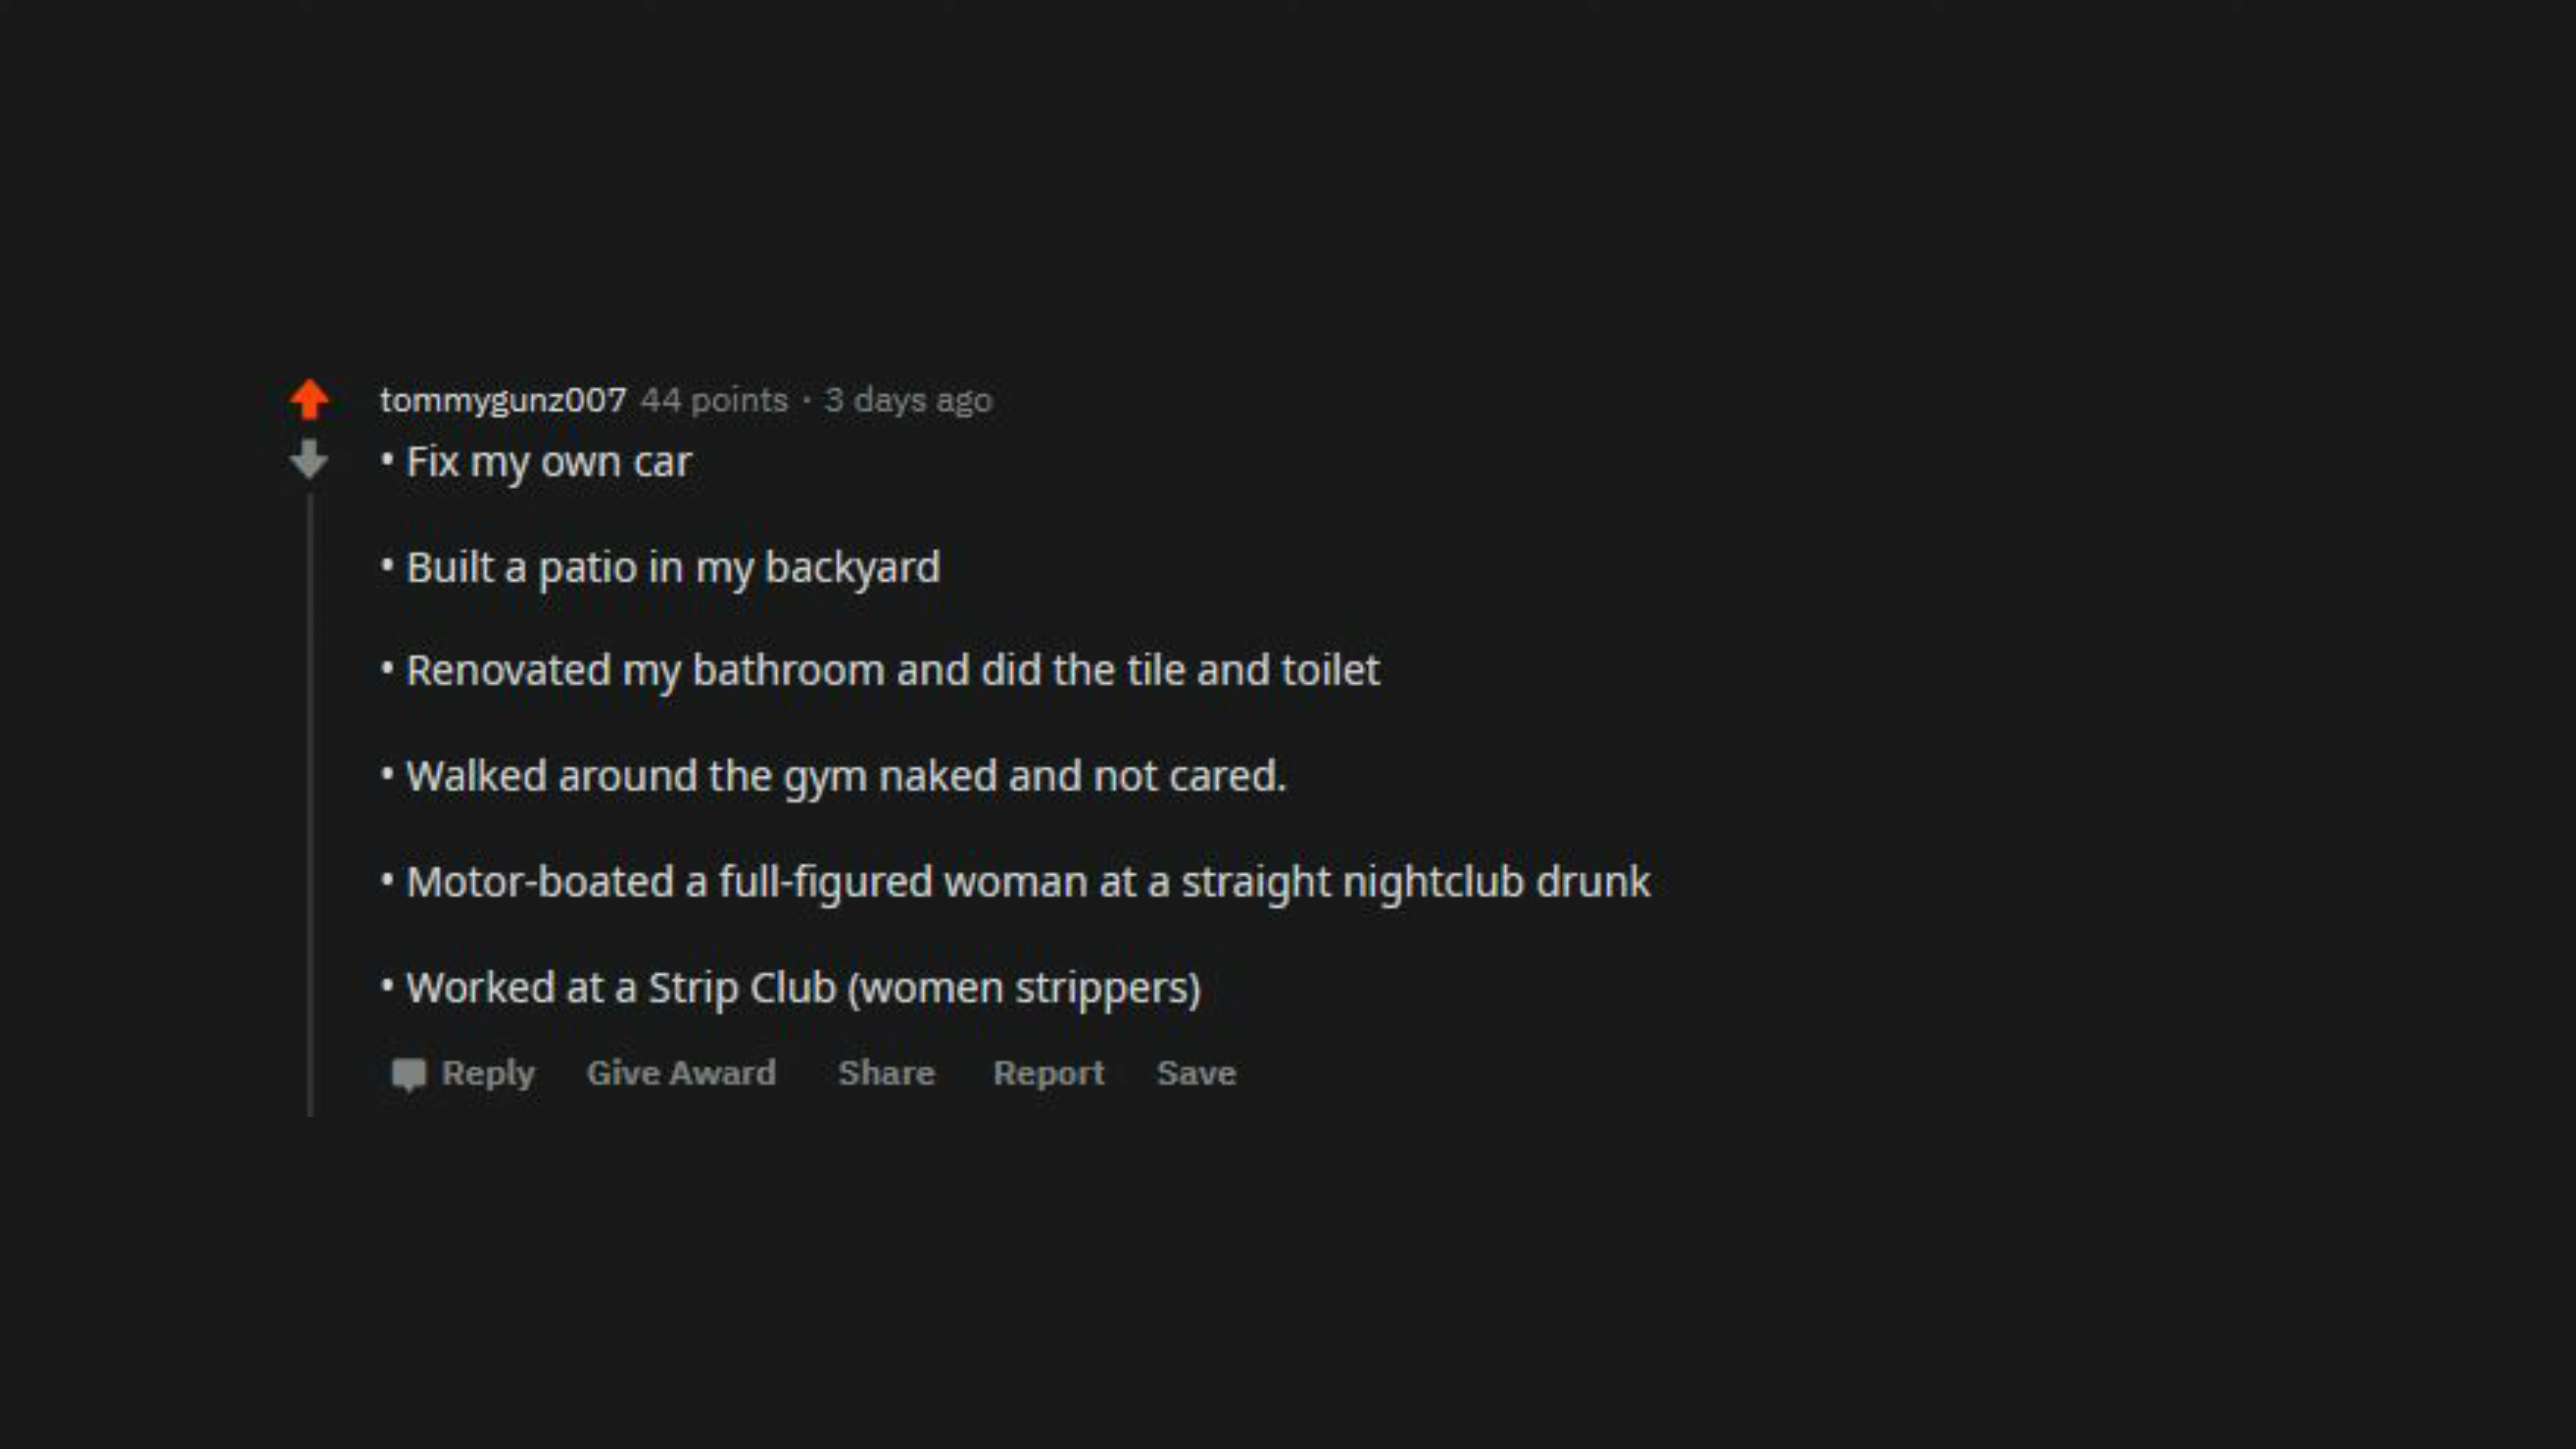 tommygunz007 44 points · 3 days ago
• Fix my own car
• Built a patio in my backyard
• Renovated my bathroom and did the tile and toilet
• Walked around the gym naked and not cared.
• Motor-boated a full-figured woman at a straight nightclub drunk
• Worked at a Strip Club (women strippers)
Reply Give Award Share Report Save